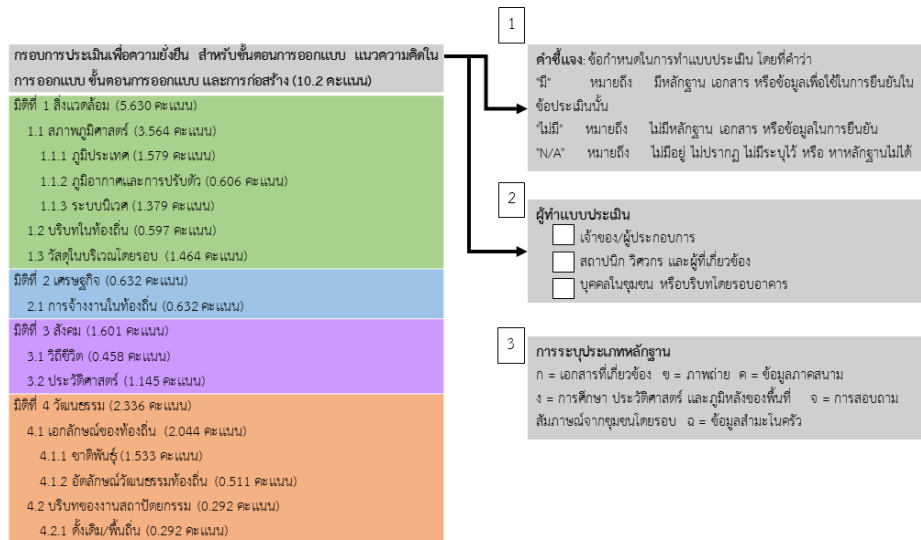 กรอบการประเมินเพื่อความยั่งยืน สำหรับขั้นตอนการออกแบบ แนวความคิดใน
การ ออกแบบ ขั้นตอนการออกแบบ และการก่อสร้าง (10.2 คะแนน)
มิติที่ 1 สิ่งแวดล้อม (5.630 คะแนน)
1.1 สภาพภูมิศาสตร์ (3.564 คะแนน)
1.1.1 ภูมิประเทศ (1.579 คะแนน)
1.1.2 ภูมิอากาศและการปรับตัว (0.606 คะแนน)
1.1.3 ระบบนิเวศ (1.379 คะแนน)
1.2 บริบทในท้องถิ่น (0.597 คะแนน)
1.3 วัสดุในบริเวณโดยรอบ (1.464 คะแนน)
มิติที่ 2 เศรษฐกิจ (0.632 คะแนน)
2.1 การจ้างงานในท้องถิ่น (0.632 คะแนน)
มิติที่ 3 สังคม (1.601 คะแนน)
3.1 วิถีชีวิต (0.458 คะแนน)
3.2 ประวัติศาสตร์ (1.145 คะแนน)
มิติที่ 4 วัฒนธรรม (2.336 คะแนน)
4.1 เอกลักษณ์ของท้องถิ่น (2.044 คะแนน)
4.1.1 ชาติพันธุ์ (1.533 คะแนน)
4.1.2 อัตลักษณ์วัฒนธรรมท้องถิ่น (0.511 คะแนน)
4.2 บริบทของงานสถาปัตยกรรม (0.292 คะแนน)
4.2.1 ดั้งเดิม/พื้นถิ่น (0.292 คะแนน)
1
คำชี้แจง: ข้อกำหนดในการทำแบบประเมิน โดยที่คำว่า
"มี" หมายถึง มีหลักฐาน เอกสาร หรือข้อมูลเพื่อใช้ในการยืนยันใน
ข้อประเมินนั้น
"ไม่มี" หมายถึง ไม่มีหลักฐาน เอกสาร หรือข้อมูลในการยืนยัน
"N/A" หมายถึง ไม่มีอยู่ ไม่ปรากฏ ไม่มีระบุไว้ หรือ หาหลักฐานไม่ได้
2
ผู้ทำแบบประเมิน
เจ้าของ/ผู้ประกอบการ
สถาปนิก วิศวกร และผู้ที่เกี่ยวข้อง
บุคคลในชุมชน หรือบริบทโดยรอบอาคาร
3
การระบุประเภทหลักฐาน
ก = เอกสารที่เกี่ยวข้อง ข = ภาพถ่าย ค = ข้อมูลภาคสนาม
ง = การศึกษา ประวัติศาสตร์ และภูมิหลังของพื้นที่ จ = การสอบถาม
สัมภาษณ์จากชุมชนโดยรอบ ฉ = ข้อมูลสำมะโนครัว